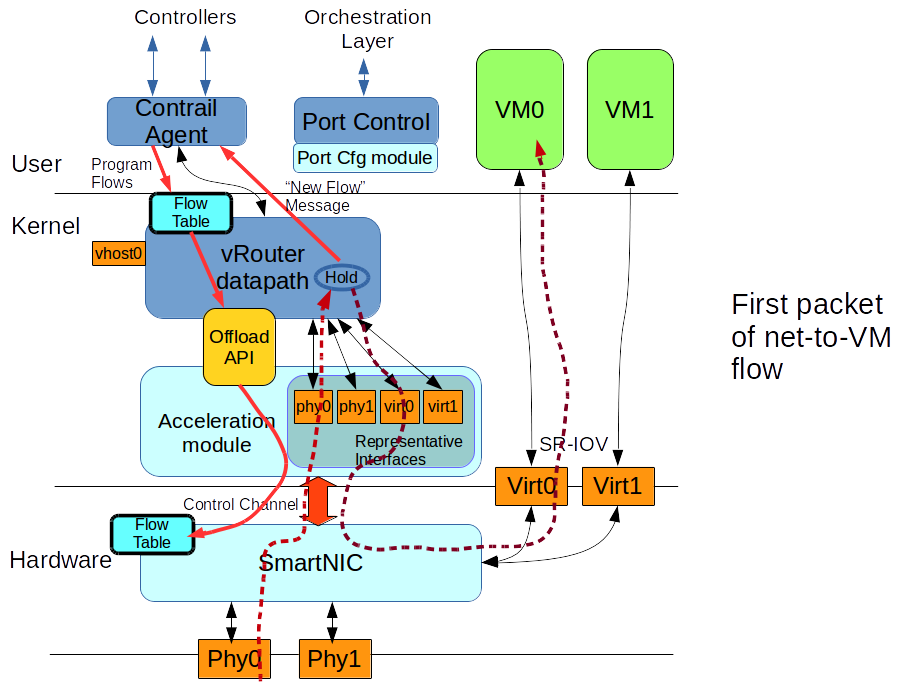 Controllers
Orchestration
Layer
Contrail
Agent
Port Control
Port Cfg module
VM0
VM1
User
Program
Flows
“New Flow”
Message
Flow
Table
Kernel
vhost0
vRouter
datapath
Hold
First packet
of net-to-VM
flow
Offload
API
phy0
phy1
virt0
virt1
Acceleration
module
Representative
Interfaces
SR-IOV
Virt0
Virt1
Control Channel
Flow
Table
Hardware
SmartNIC
Phy0
Phy1